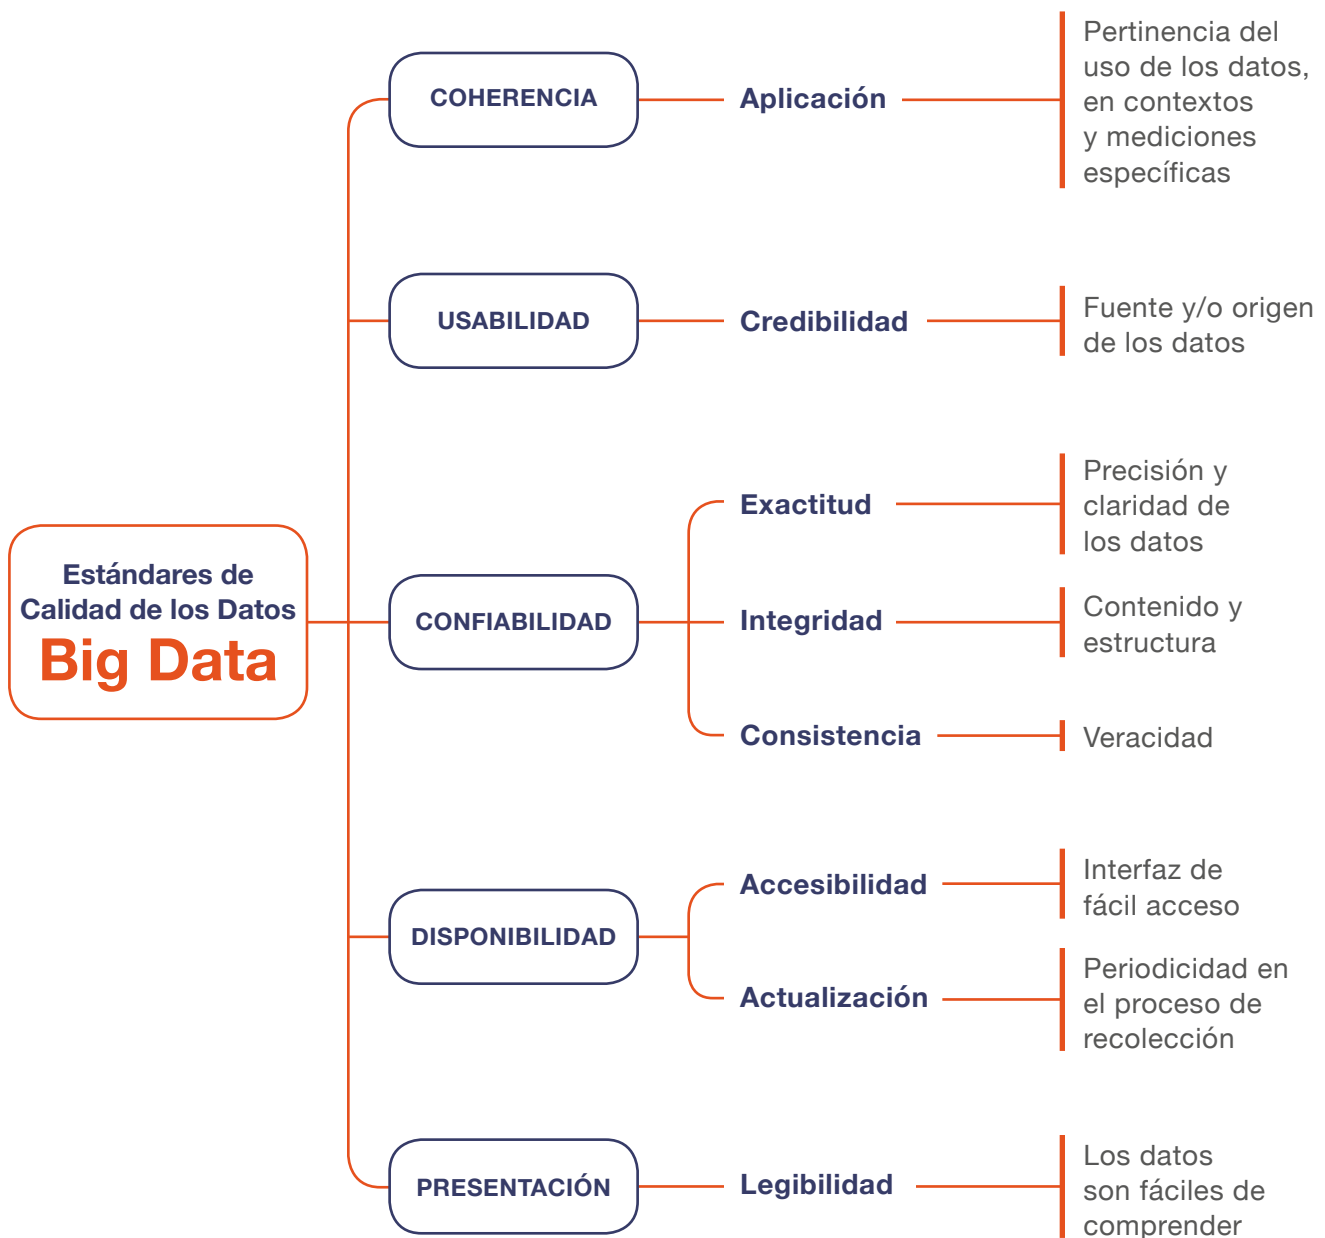 Estándares de
Calidad de los Datos
Big Data
COHERENCIA
Aplicación
Pertinencia del
uso de los datos,
en contextos
y mediciones
específicas
USABILIDAD
Credibilidad
Fuente y/o origen
de los datos
CONFIABILIDAD
Exactitud
Precisión y
claridad de
los datos
Integridad
Contenido y
estructura
Consistencia
Veracidad
DISPONIBILIDAD
Accesibilidad
Interfaz de
fácil acceso
Actualización
Periodicidad en
el proceso de
recolección
PRESENTACIÓN
Legibilidad
Los datos
son fáciles de
comprender